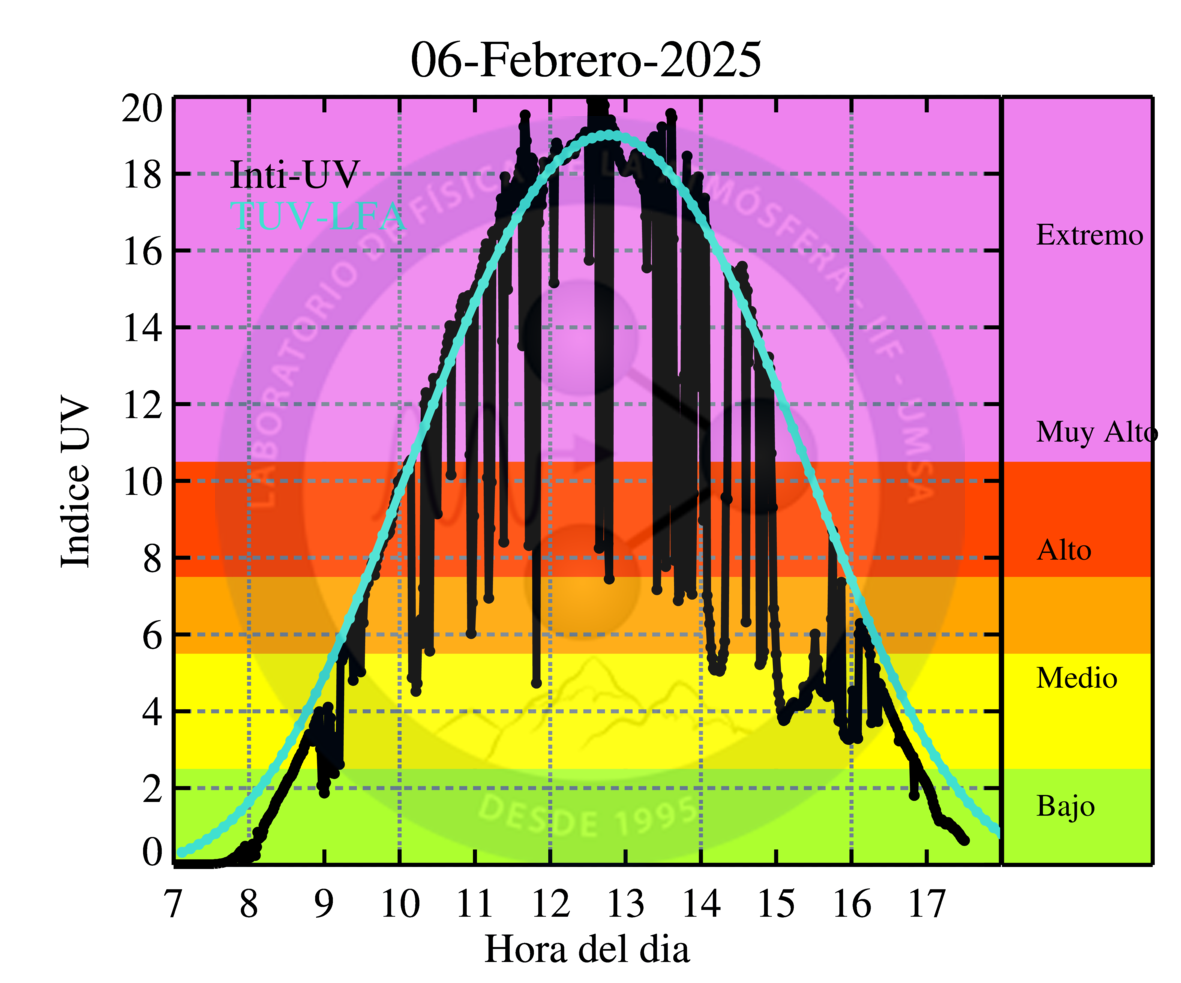 06-Febrero-2025
20
18
16
14
12
10
8
6
4
2
0
Indice UV
Inti-UV
TUV-LFA
LABORATORIO DE FÍSICA DE LA ATMÓSFERA - IIF - UMSA
DESDE 1995
Extremo
Muy Alto
Alto
Medio
Bajo
7 8 9 10 11 12 13 14 15 16 17
Hora del dia